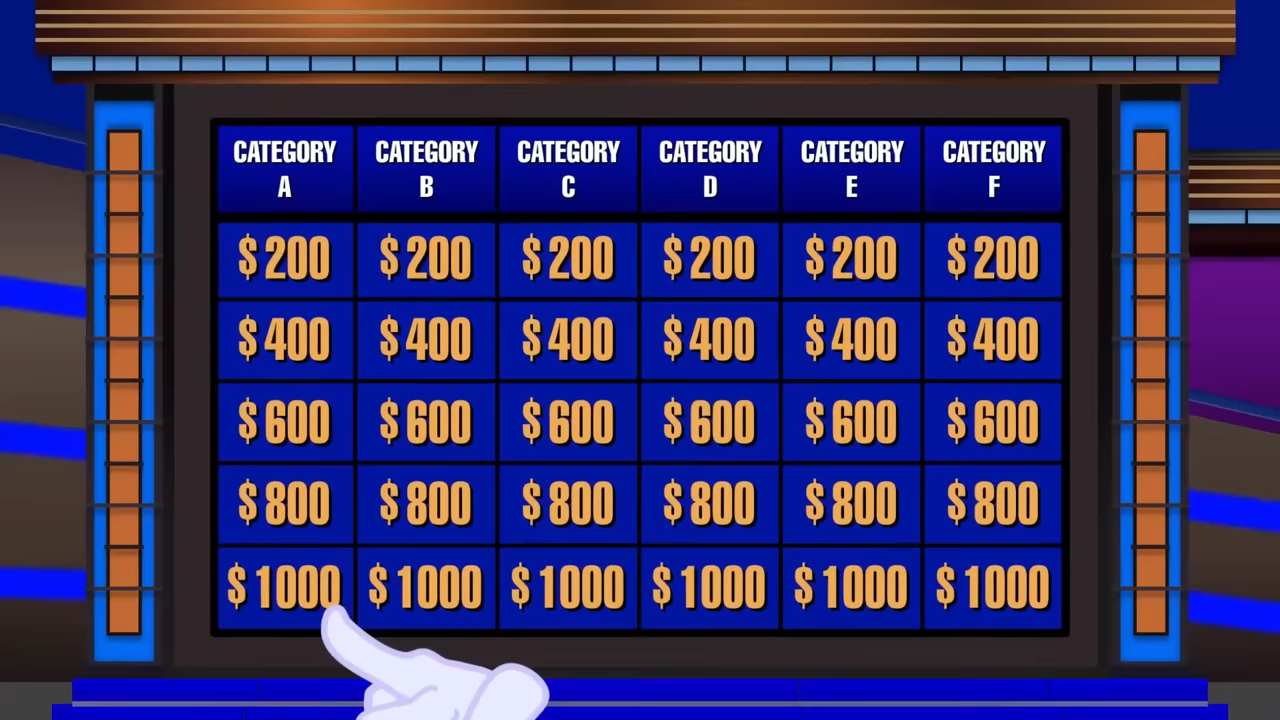 CATEGORY CATEGORY CATEGORY CATEGORY CATEGORY CATEGORY
A B C D E F
$200 $200 $200 $200 $200 $200
$400 $400 $400 $400 $400 $400
$600 $600 $600 $600 $600 $600
$800 $800 $800 $800 $800 $800
$1000 $1000 $1000 $1000 $1000 $1000